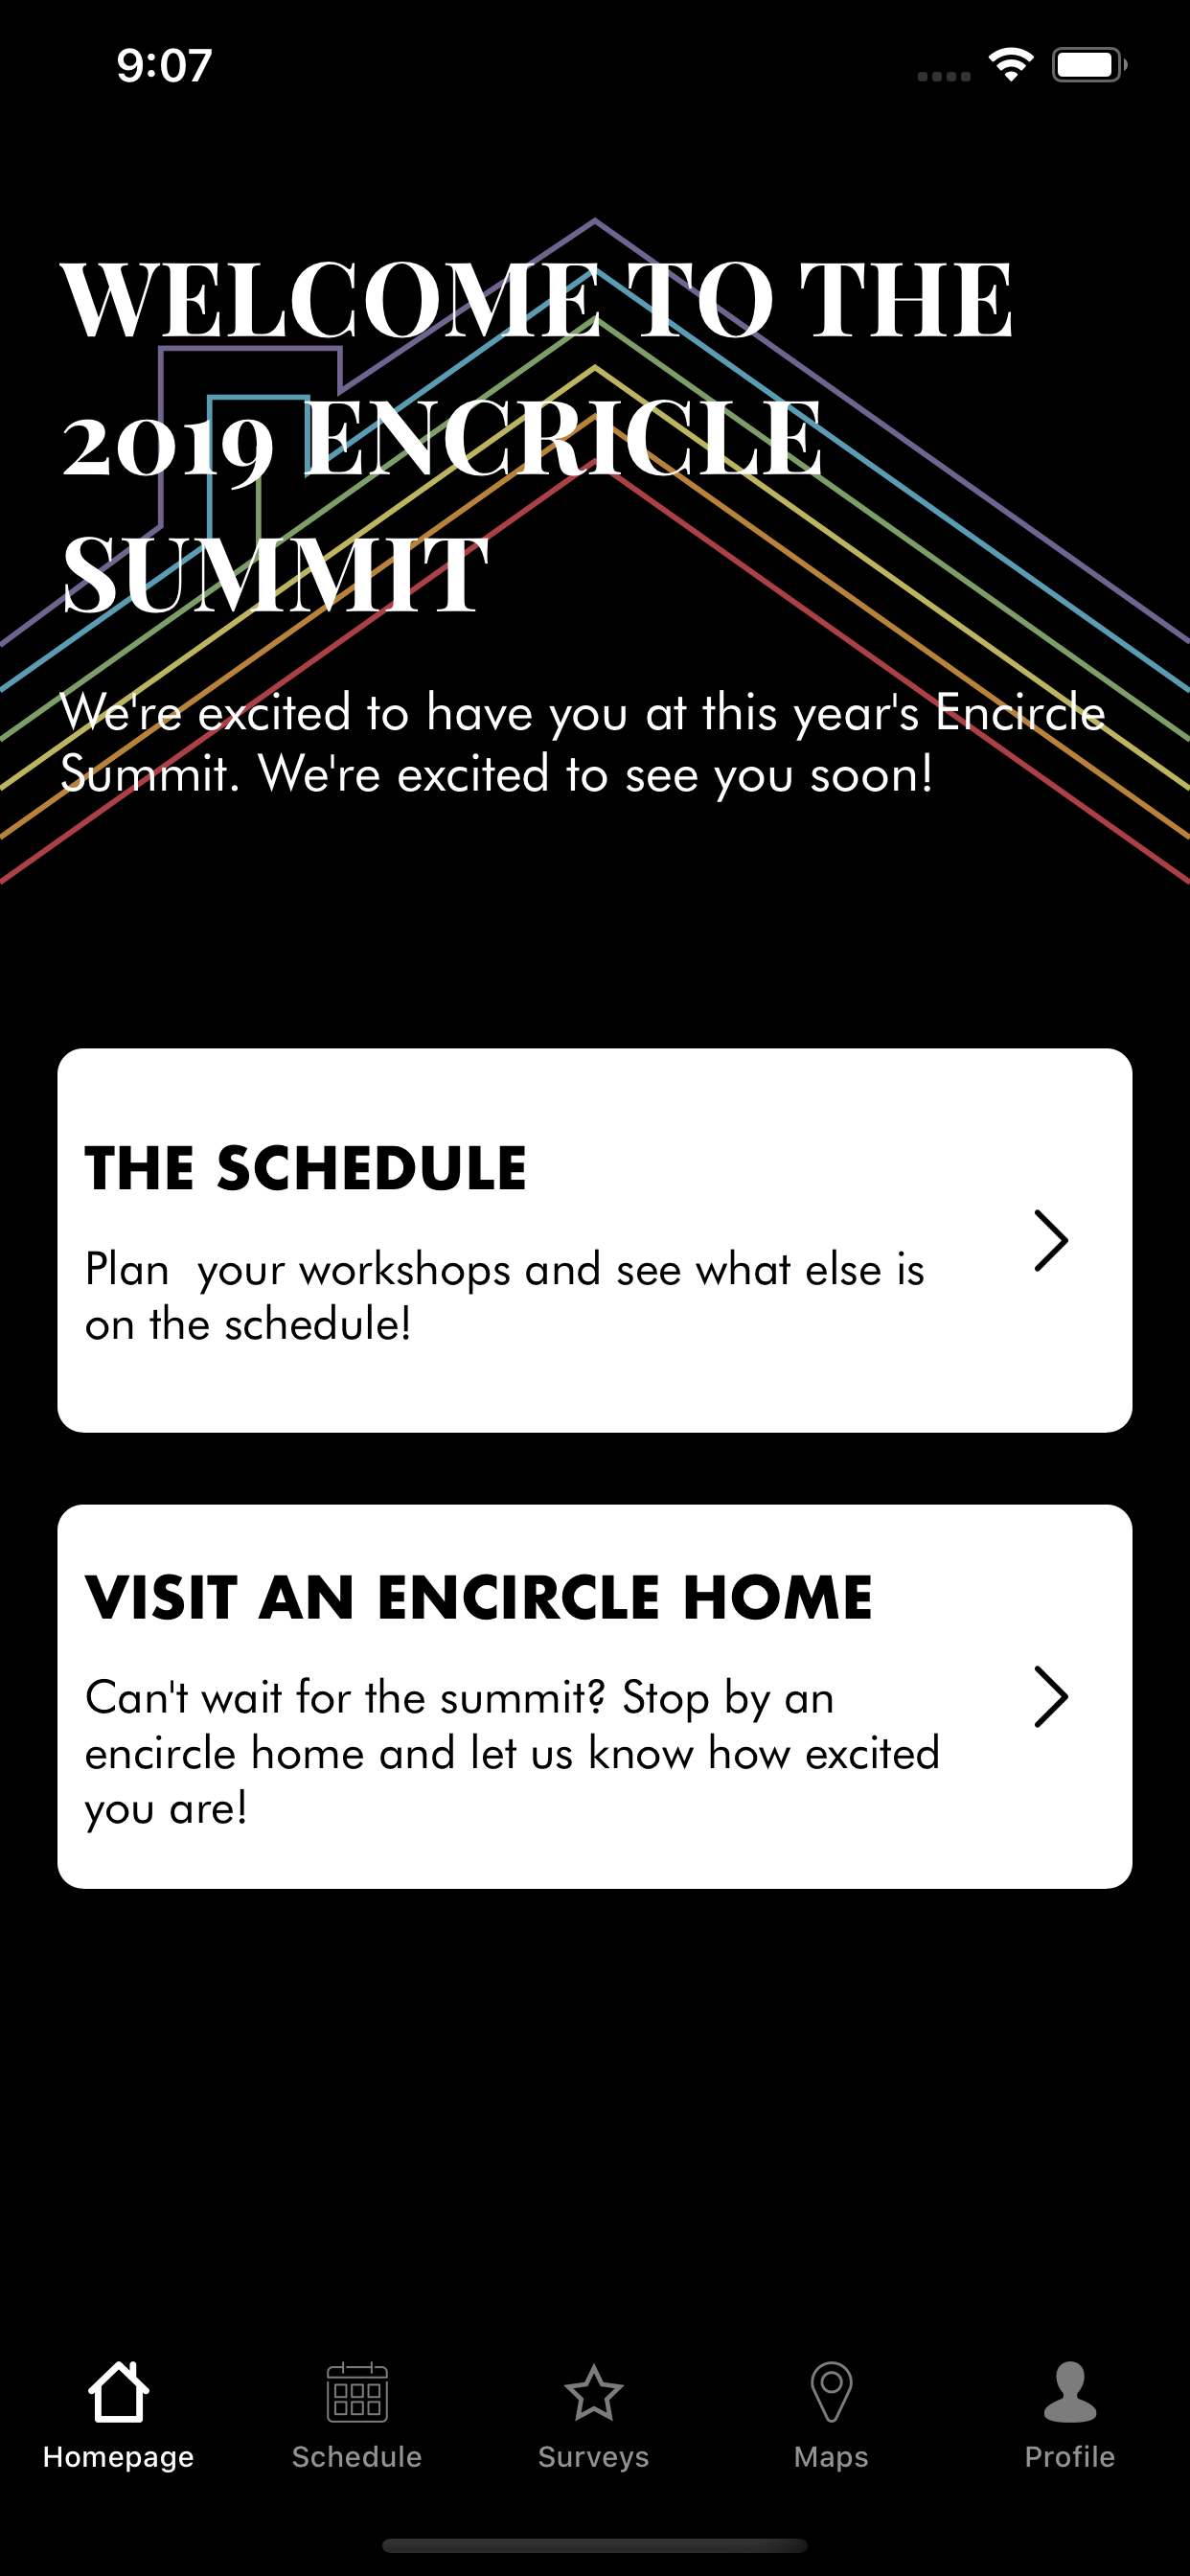 9:07
WELCOME TO THE
2019 ENCRICLE
SUMMIT
We're excited to have you at this year's Encircle
Summit. We're excited to see you soon!
THE SCHEDULE
Plan  your workshops and see what else is
on the schedule!
VISIT AN ENCIRCLE HOME
Can't wait for the summit? Stop by an
encircle home and let us know how excited
you are!
Homepage Schedule Surveys Maps Profile